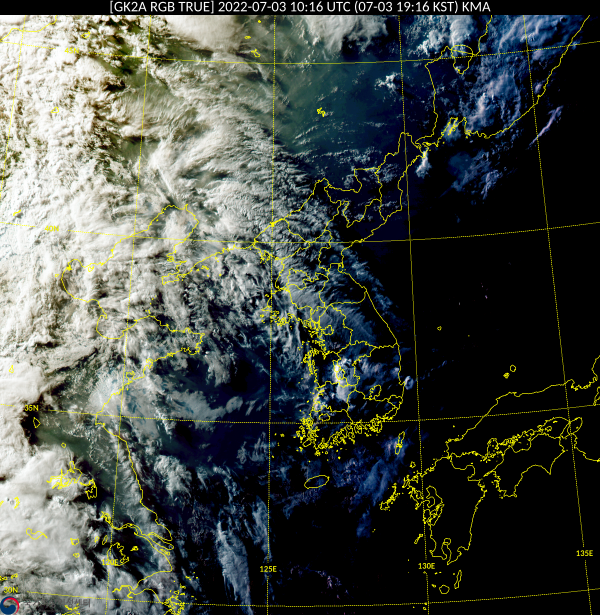 [GK2A RGB TRUE] 2022-07-03 10:16 UTC (07-03 19:16 KST) KMA
35N
135E
120E
125E
130E
30N